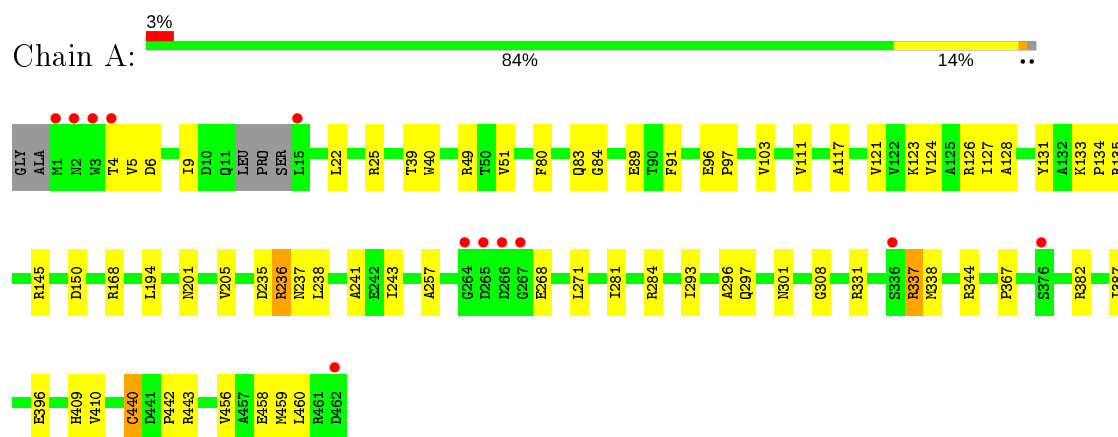 3%
Chain A:
84% 14% ••
GLY ALA M1 N2 W3 T4 V5 D6 I9 D10 Q11 LEU PRO SER L15 L22 R25 T39 W40 R49 T50 V51 F80 Q83 G84 E89 T90 F91 E96 P97 V103 V111 A117 V121 V122 K123 V124 A125 R126 I127 A128 Y131 A132 K133 P134
R145 D150 R168 L194 N201 V205 D235 R236 N237 L238 A241 E242 I243 A257 G264 D265 D266 G267 E268 L271 I281 R284 I293 A296 Q297 N301 G308 R331 S336 R337 M338 R344 P367 S376 R382
E396 H409 V410 C440 D441 P442 R443 V456 A457 E458 M459 L460 R461 D462